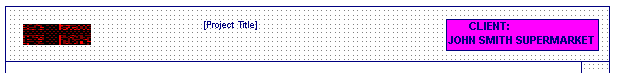 [Project Title]
CLIENT:
JOHN SMITH SUPERMARKET